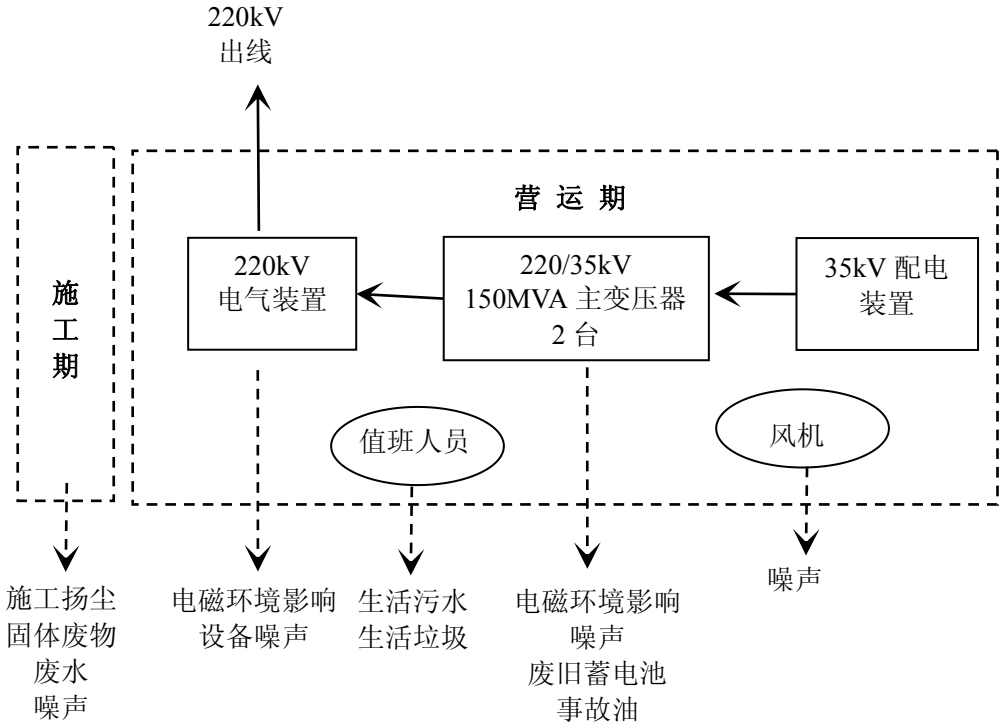 220kV
出线
营 运 期
施
工
期
220kV
电气装置
220/35kV
150MVA 主变压器
2 台
35kV 配电
装置
值班人员
风机
施工扬尘
固体废物
废水
噪声
电磁环境影响
设备噪声
生活污水
生活垃圾
电磁环境影响
噪声
废旧蓄电池
事故油
噪声